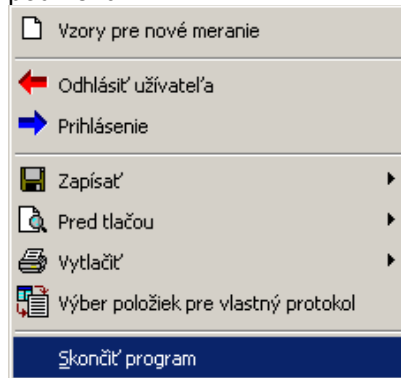 Vzory pre nové meranie
Odhlásiť užívateľa
Prihlásenie
Zapísať
Pred tlačou
Vytlačiť
Výber položiek pre vlastný protokol
Skončiť program